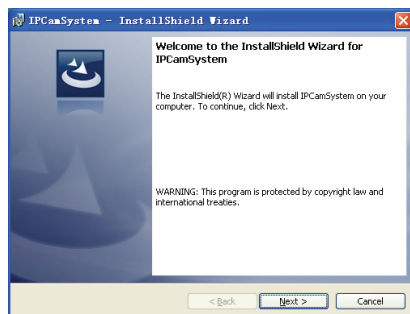 IPCamSystem - InstallShield Wizard
Welcome to the InstallShield Wizard for
IPCamSystem
The InstallShield(R) Wizard will install IPCamSystem on your
computer. To continue, click Next.
WARNING: This program is protected by copyright law and
international treaties.
< Back
Next >
Cancel